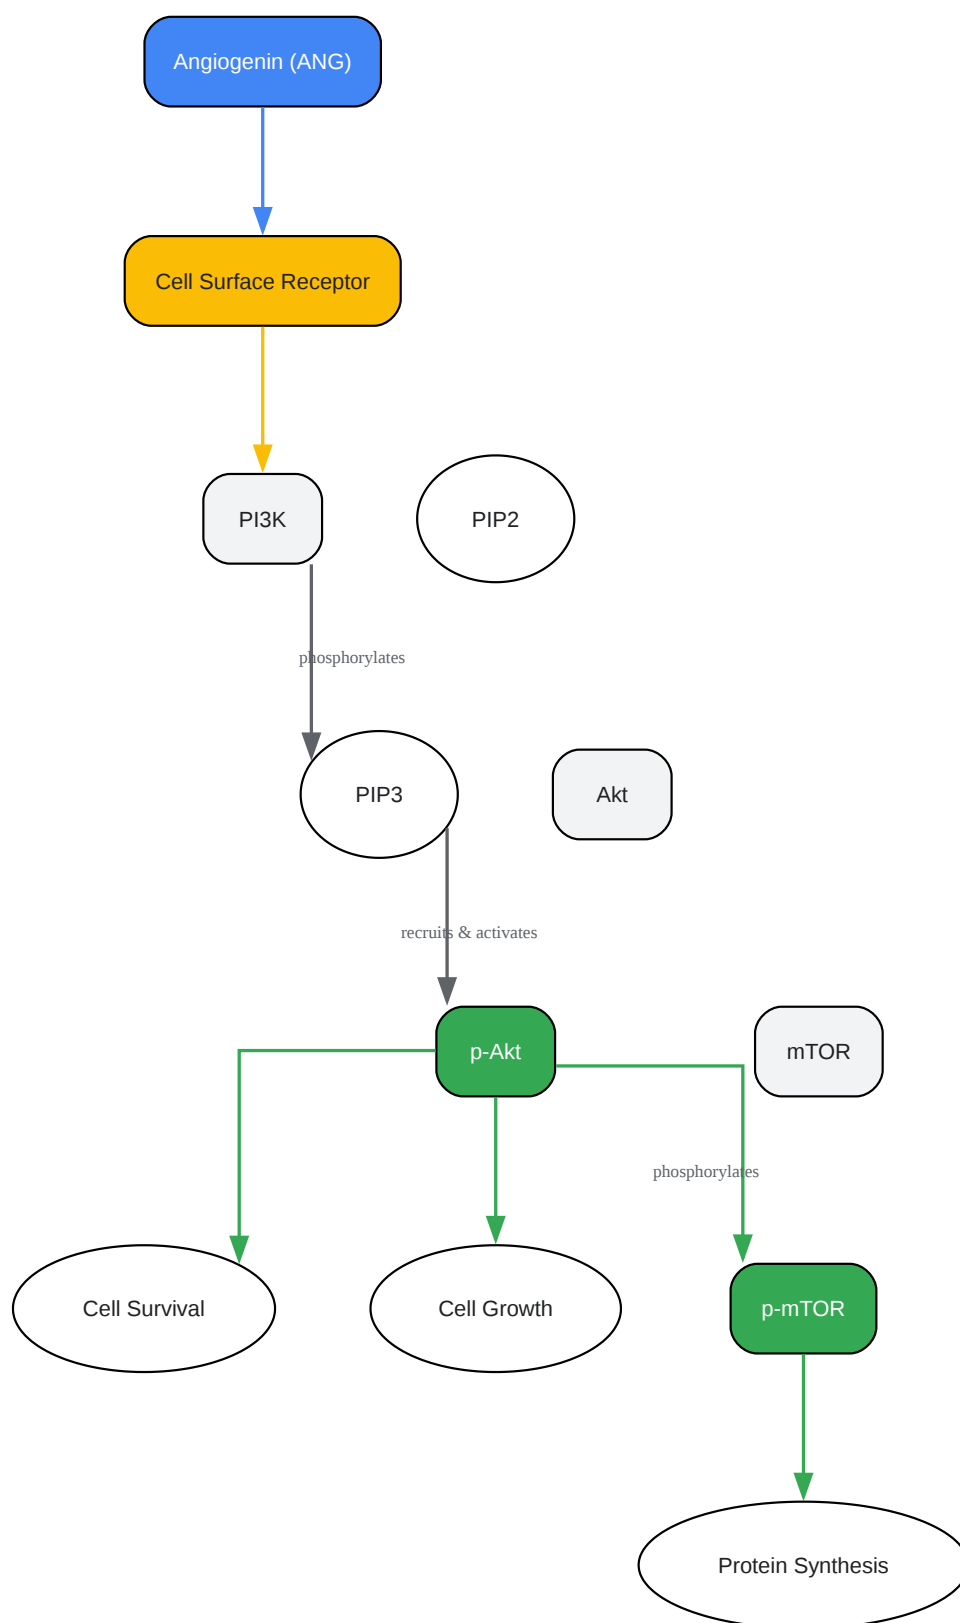 Angiogenin (ANG)
Cell Surface Receptor
PI3K
PIP2
phosphorylates
PIP3
Akt
recruits & activates
p-Akt
mTOR
phosphorylates
Cell Survival
Cell Growth
p-mTOR
Protein Synthesis